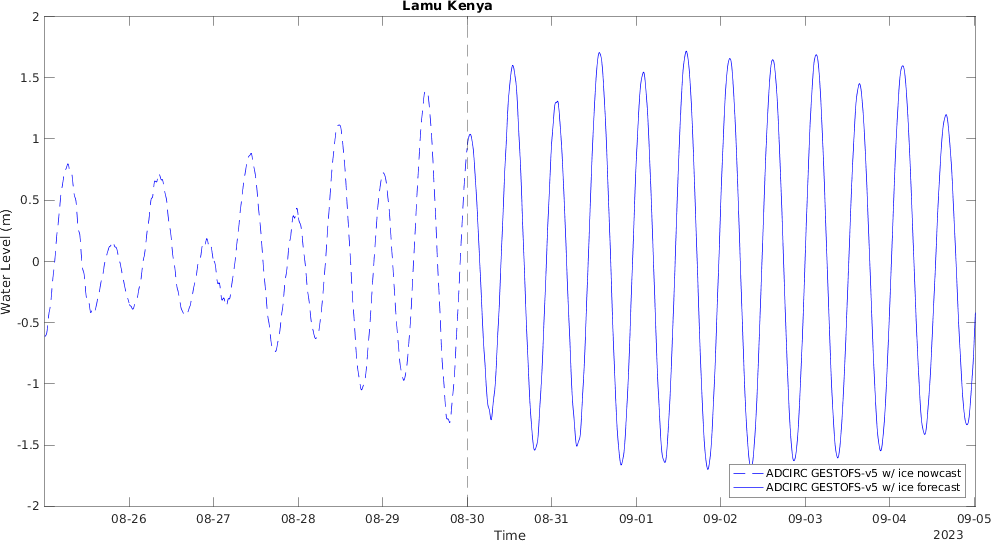 Lamu Kenya
2
1.5
1
0.5
0
-0.5
-1
-1.5
-2
Water Level (m)
ADCIRC GESTOFS-v5 w/ ice nowcast
ADCIRC GESTOFS-v5 w/ ice forecast
08-26 08-27 08-28 08-29 08-30 08-31 09-01 09-02 09-03 09-04 09-05
Time
2023